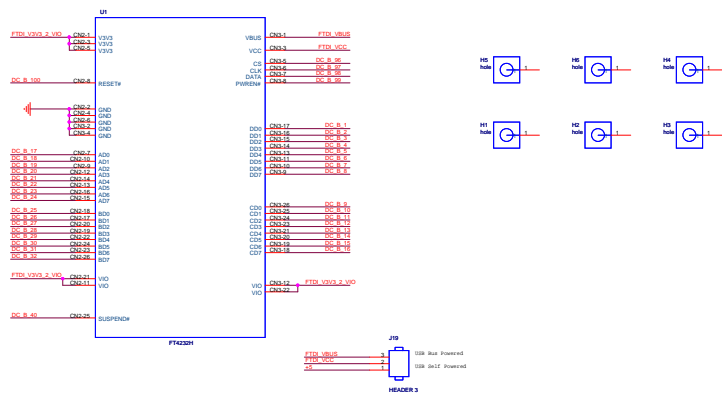 U1
FTDI_V3V3_2_VIO CN2-1 V3V3 VBUS CN3-1 FTDI_VBUS
CN2-3 V3V3
CN2-5 V3V3 VCC CN3-3 FTDI_VCC
CS CN3-5 DC_B_96
CLK CN3-6 DC_B_97
DATA CN3-7 DC_B_98
DC_B_100 CN2-8 RESET# PWREN# CN3-8 DC_B_99
CN2-2 GND
CN2-4 GND
CN2-6 GND
CN3-2 GND
CN3-4 GND
DD0 CN3-17 DC_B_1
DD1 CN3-16 DC_B_2
DD2 CN3-15 DC_B_3
DD3 CN3-14 DC_B_4
DC_B_17 CN2-7 AD0 DD4 CN3-13 DC_B_5
DC_B_18 CN2-10 AD1 DD5 CN3-11 DC_B_6
DC_B_19 CN2-9 AD2 DD6 CN3-10 DC_B_7
DC_B_20 CN2-12 AD3 DD7 CN3-9 DC_B_8
DC_B_21 CN2-14 AD4
DC_B_22 CN2-13 AD5
DC_B_23 CN2-16 AD6
DC_B_24 CN2-15 AD7
CD0 CN3-26 DC_B_9
DC_B_25 CN2-18 BD0 CD1 CN3-25 DC_B_10
DC_B_26 CN2-17 BD1 CD2 CN3-24 DC_B_11
DC_B_27 CN2-20 BD2 CD3 CN3-23 DC_B_12
DC_B_28 CN2-19 BD3 CD4 CN3-21 DC_B_13
DC_B_29 CN2-22 BD4 CD5 CN3-20 DC_B_14
DC_B_30 CN2-24 BD5 CD6 CN3-19 DC_B_15
DC_B_31 CN2-23 BD6 CD7 CN3-18 DC_B_16
DC_B_32 CN2-26 BD7
FTDI_V3V3_2_VIO CN2-21 VIO
CN2-11 VIO VIO CN3-12 FTDI_V3V3_2_VIO
VIO CN3-22
DC_B_40 CN2-25 SUSPEND#
FT4232H
H5 hole 1
H6 hole 1
H4 hole
H1 hole 1
H2 hole 1
H3 hole
J19
FTDI_VBUS 3 USB Bus Powered
FTDI_VCC 2
+5 1 USB Self Powered
HEADER 3